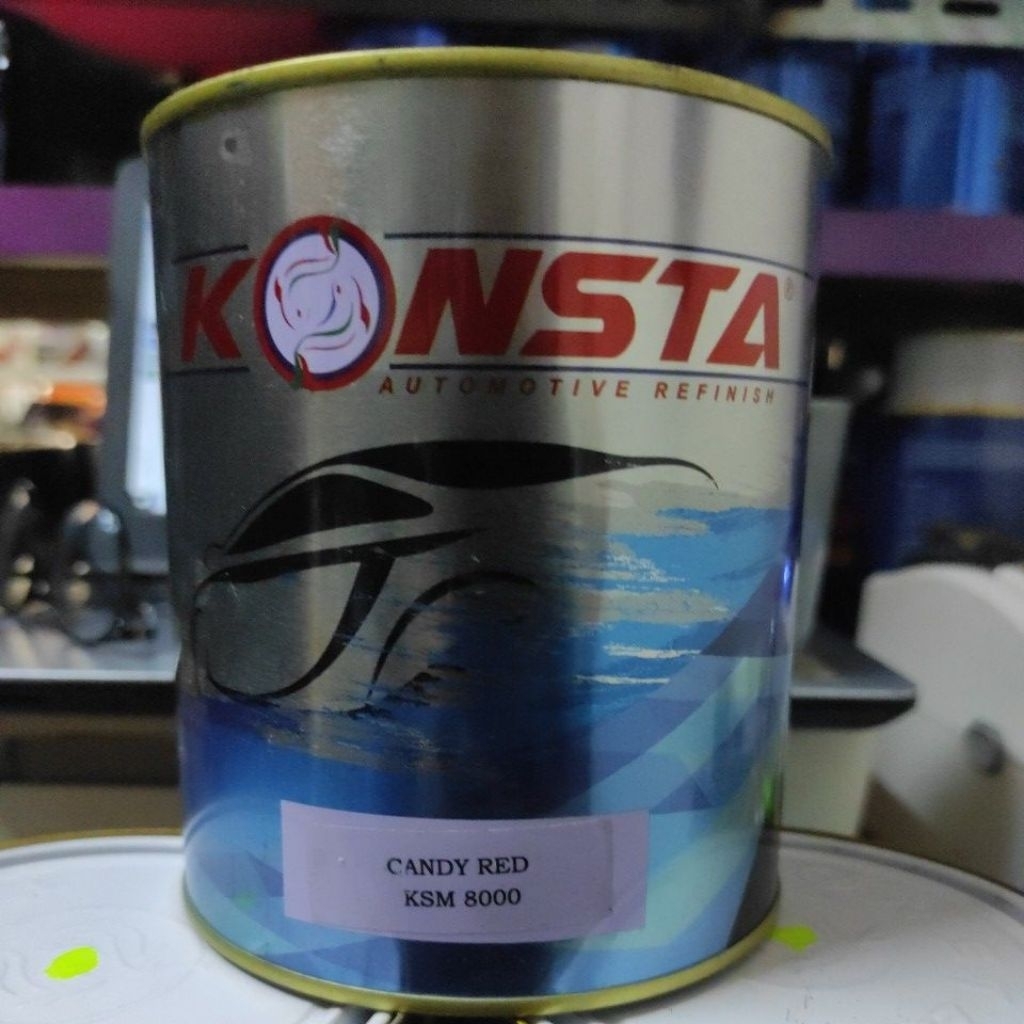 KONSTA®
AUTOMOTIVE REFINISH
CANDY RED
KSM 8000